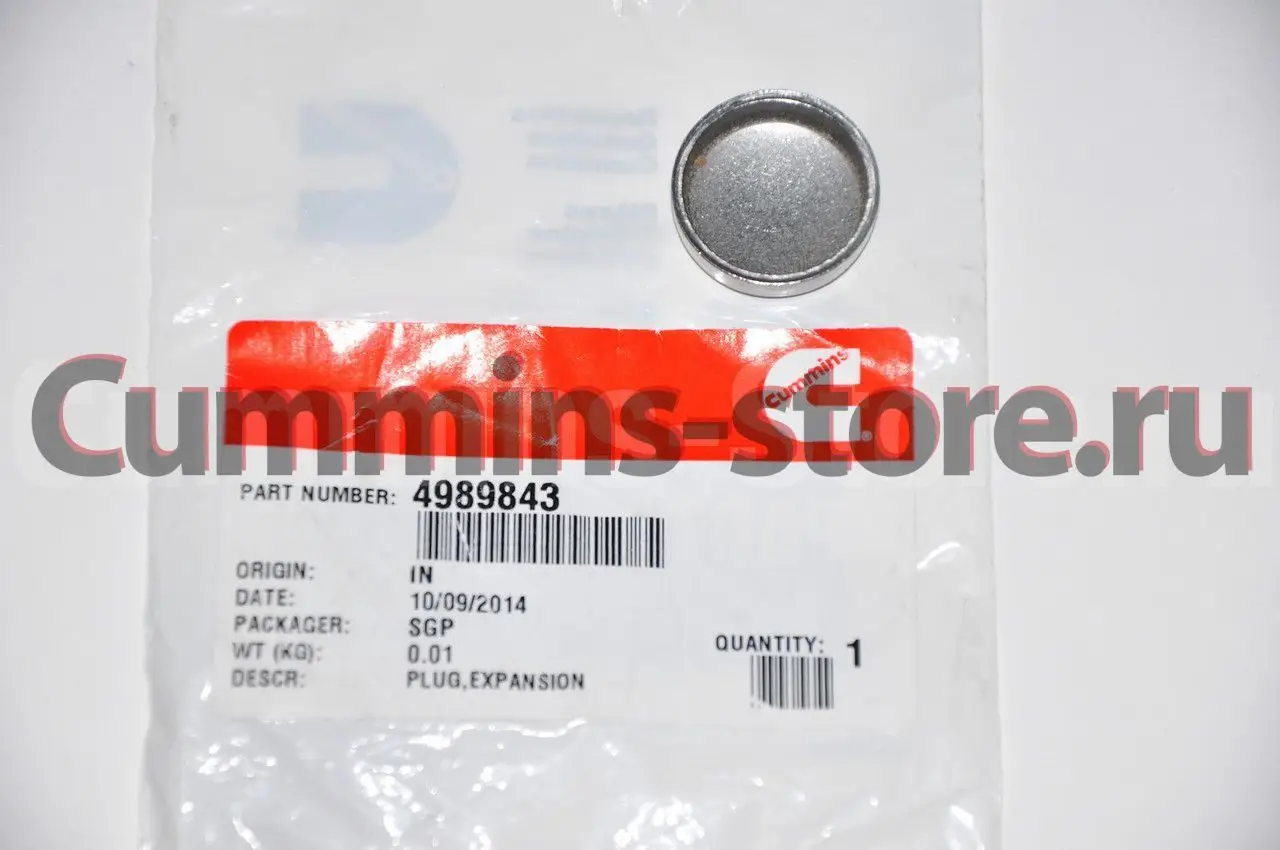 Cummins
Cummins-store.ru
PART NUMBER: 4989843
ORIGIN: IN
DATE: 10/09/2014
PACKAGER: SGP
WT (KG): 0.01
DESCR: PLUG,EXPANSION
QUANTITY: 1